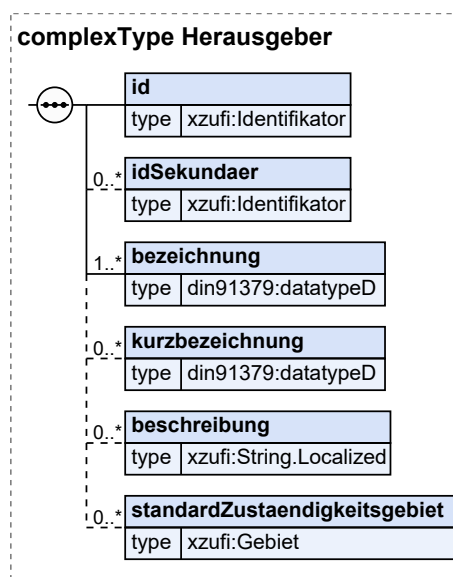 complexType Herausgeber
id
type xzufi:Identifikator
0..* idSekundaer
type xzufi:Identifikator
1..* bezeichnung
type din91379:datatypeD
0..* kurzbezeichnung
type din91379:datatypeD
0..* beschreibung
type xzufi:String.Localized
0..* standardZustaendigkeitsgebiet
type xzufi:Gebiet